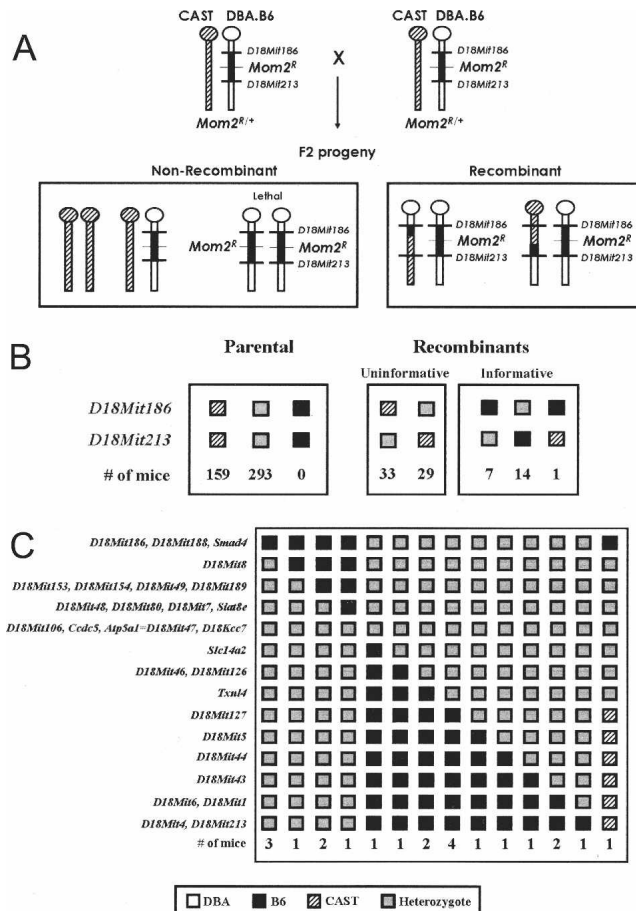 A
CAST DBA.B6
CAST DBA.B6
D18Mit186
Mom2R
D18Mit213
X
D18Mit186
Mom2R
D18Mit213
Mom2R/+
Mom2R/+
F2 progeny
Non-Recombinant
Recombinant
Lethal
Mom2R
D18Mit186
Mom2R
D18Mit213
D18Mit186
Mom2R
D18Mit213
B
Parental
Recombinants
Uninformative
Informative
D18Mit186
D18Mit213
# of mice
159 293 0
33 29
7 14 1
C
D18Mit186, D18Mit188, Smad4
D18Mit8
D18Mit153, D18Mit154, D18Mit49, D18Mit189
D18Mit48, D18Mit80, D18Mit7, Siat8e
D18Mit106, Ccdc5, Atp5a1=D18Mit47, D18Kcc7
Slc14a2
D18Mit46, D18Mit126
Txnl4
D18Mit127
D18Mit5
D18Mit44
D18Mit43
D18Mit6, D18Mit1
D18Mit4, D18Mit213
# of mice
3 1 2 1 1 1 2 4 1 1 1 2 1 1
DBA B6 CAST Heterozygote